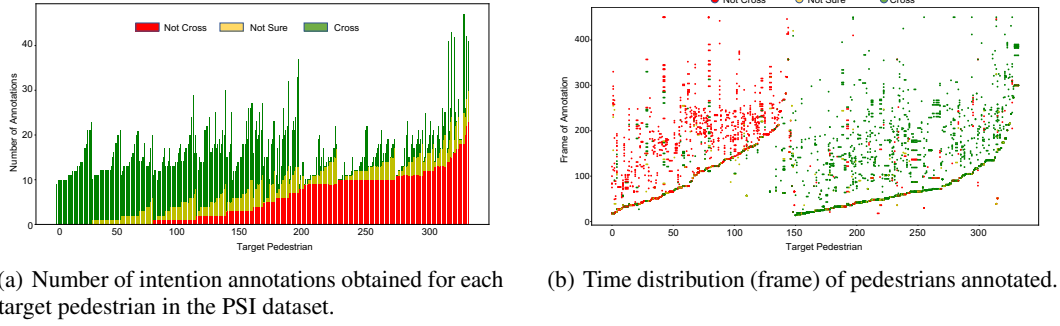 Not Cross Not Sure Cross
Number of Annotations
40
30
20
10
0
0 50 100 150 200 250 300
Target Pedestrian
Not Cross Not Sure Cross
Frame of Annotation
400
300
200
100
0
0 50 100 150 200 250 300
Target Pedestrian
(a) Number of intention annotations obtained for each
target pedestrian in the PSI dataset.
(b) Time distribution (frame) of pedestrians annotated.